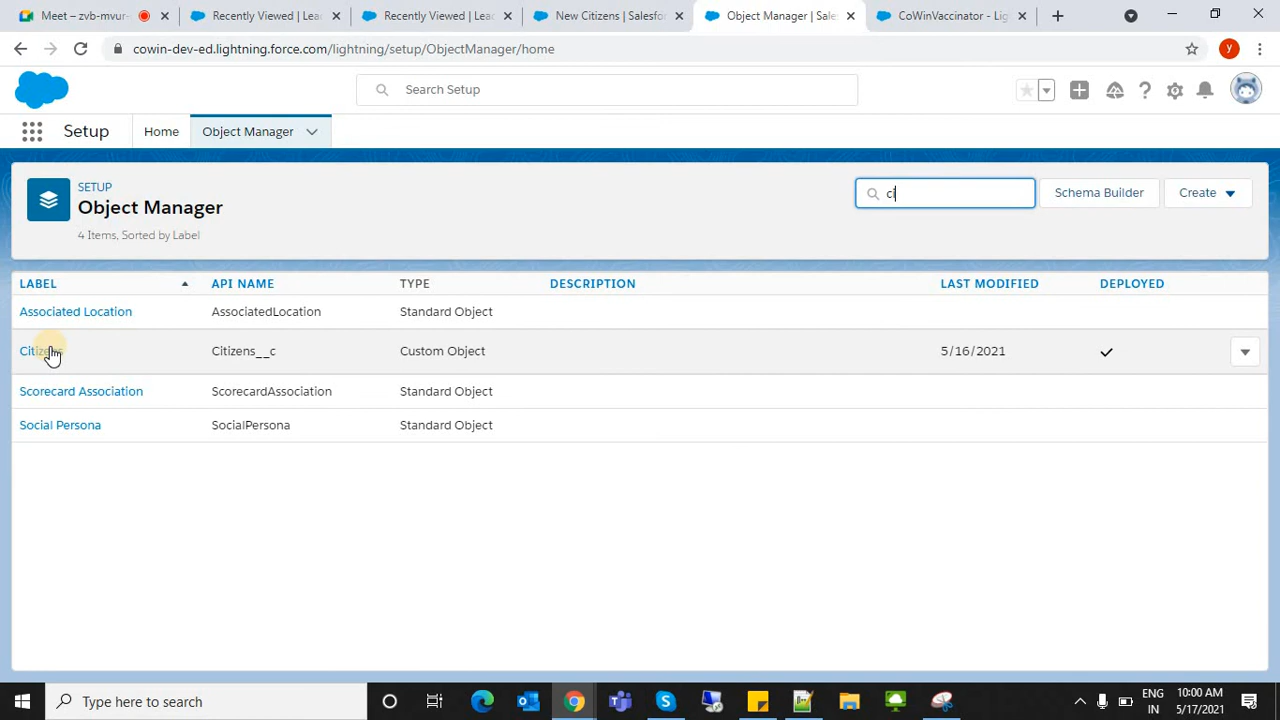 Meet – zvb-mvur-
Recently Viewed | Lea
Recently Viewed | Lea
New Citizens | Salesfor
Object Manager | Sales
CoWinVaccinator - Lig
cowin-dev-ed.lightning.force.com/lightning/setup/ObjectManager/home
y
Search Setup
Setup
Home
Object Manager
SETUP
Object Manager
4 Items, Sorted by Label
ci
Schema Builder
Create
LABEL API NAME TYPE DESCRIPTION LAST MODIFIED DEPLOYED
Associated Location AssociatedLocation Standard Object
Citizens Citizens__c Custom Object 5/16/2021
Scorecard Association ScorecardAssociation Standard Object
Social Persona SocialPersona Standard Object
Type here to search
ENG
IN
10:00 AM
5/17/2021